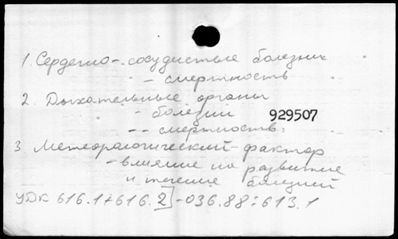 1. Сердечно-сосудистые болезни
- смертность
2. Дыхательные органы
- болезни
929507
-- смертность.
3 Метеорологический фактор
- влияние на развитие
и течение болезней
УДК 616.1+616.2]-036.88:613.1